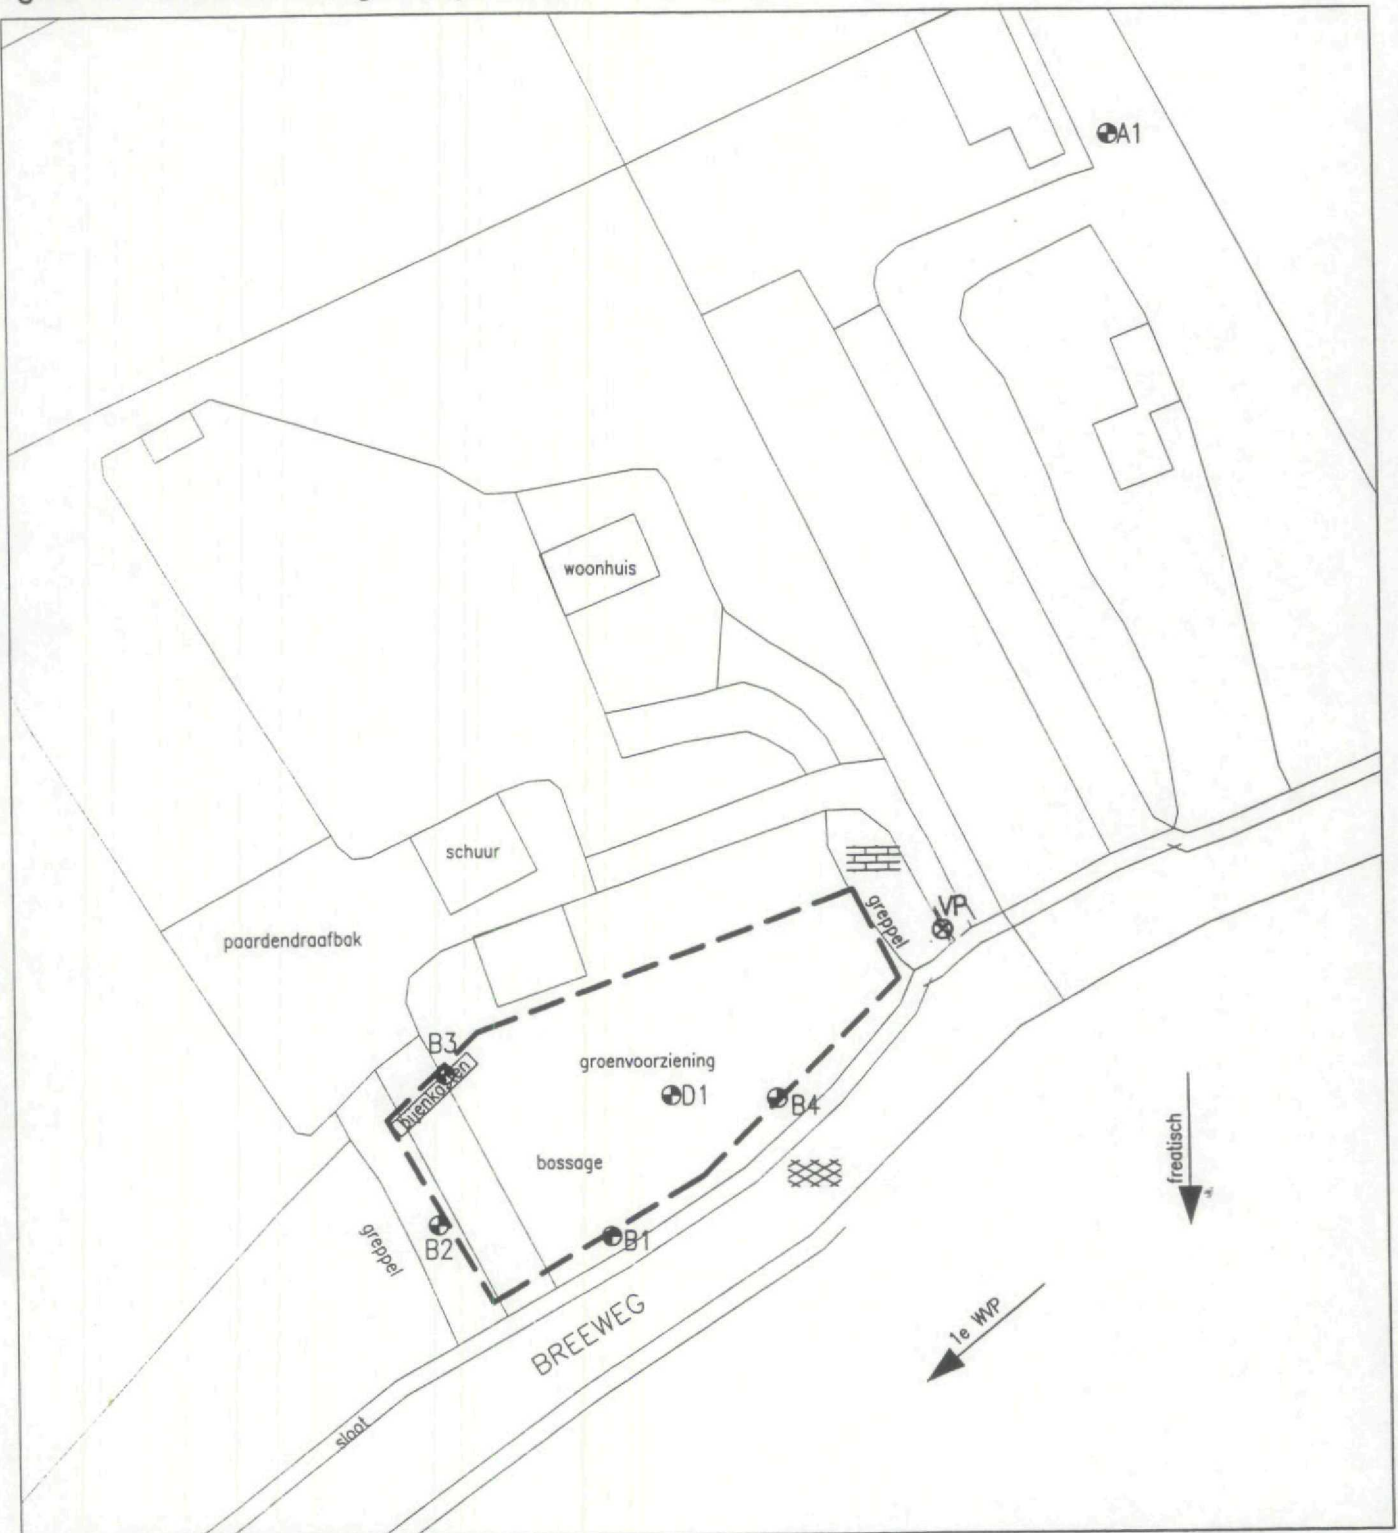 A1
woonhuis
schuur
VP
greppel
paardendraafbak
B3
bijenkasten
groenvoorziening
D1
B4
freatisch
bossage
greppel
B2
B1
1e WVP
BREEWEG
sloot